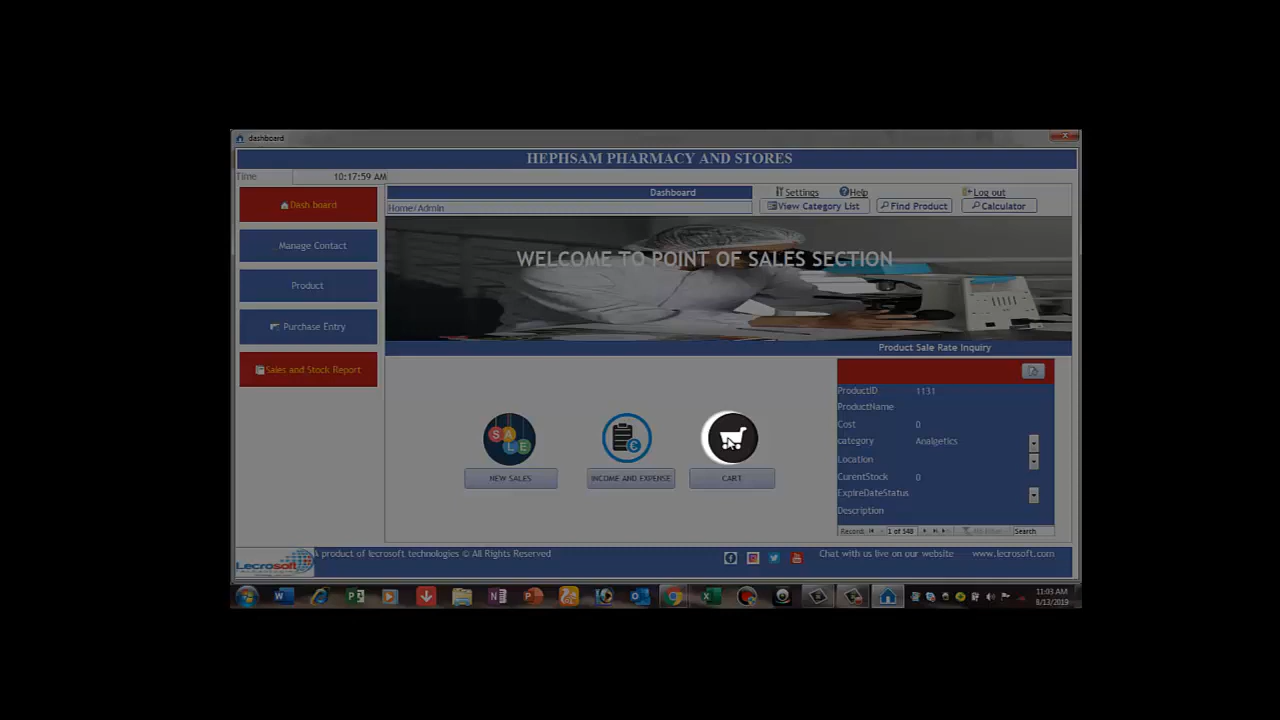 dashboard
HEPHSAM PHARMACY AND STORES
Time 10:17:59 AM
Dash board
Manage Contact
Product
Purchase Entry
Sales and Stock Report
Dashboard
Home/Admin
Settings
Help
Log out
View Category List
Find Product
Calculator
WELCOME TO POINT OF SALES SECTION
Product Sale Rate Inquiry
SALE
NEW SALES
INCOME AND EXPENSE
CART
ProductID 1131
ProductName
Cost 0
category Analgetics
Location
CurentStock 0
ExpireDateStatus
Description
Record: 1 of 548 Search
Lecrosoft
A product of lecrosoft technologies © All Rights Reserved
Chat with us live on our website www.lecrosoft.com
11:03 AM
8/13/2019